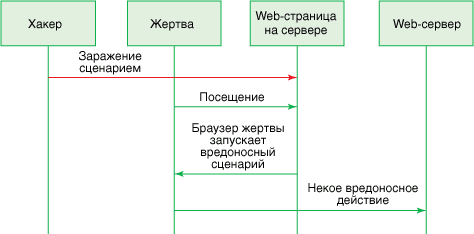 Хакер
Жертва
Web-страница
на сервере
Web-сервер
Заражение
сценарием
Посещение
Браузер жертвы
запускает
вредоносный
сценарий
Некое вредоносное
действие